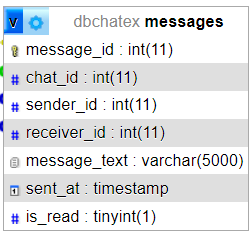 v dbchatex messages
message_id : int(11)
# chat_id : int(11)
# sender_id : int(11)
# receiver_id : int(11)
message_text : varchar(5000)
sent_at : timestamp
# is_read : tinyint(1)